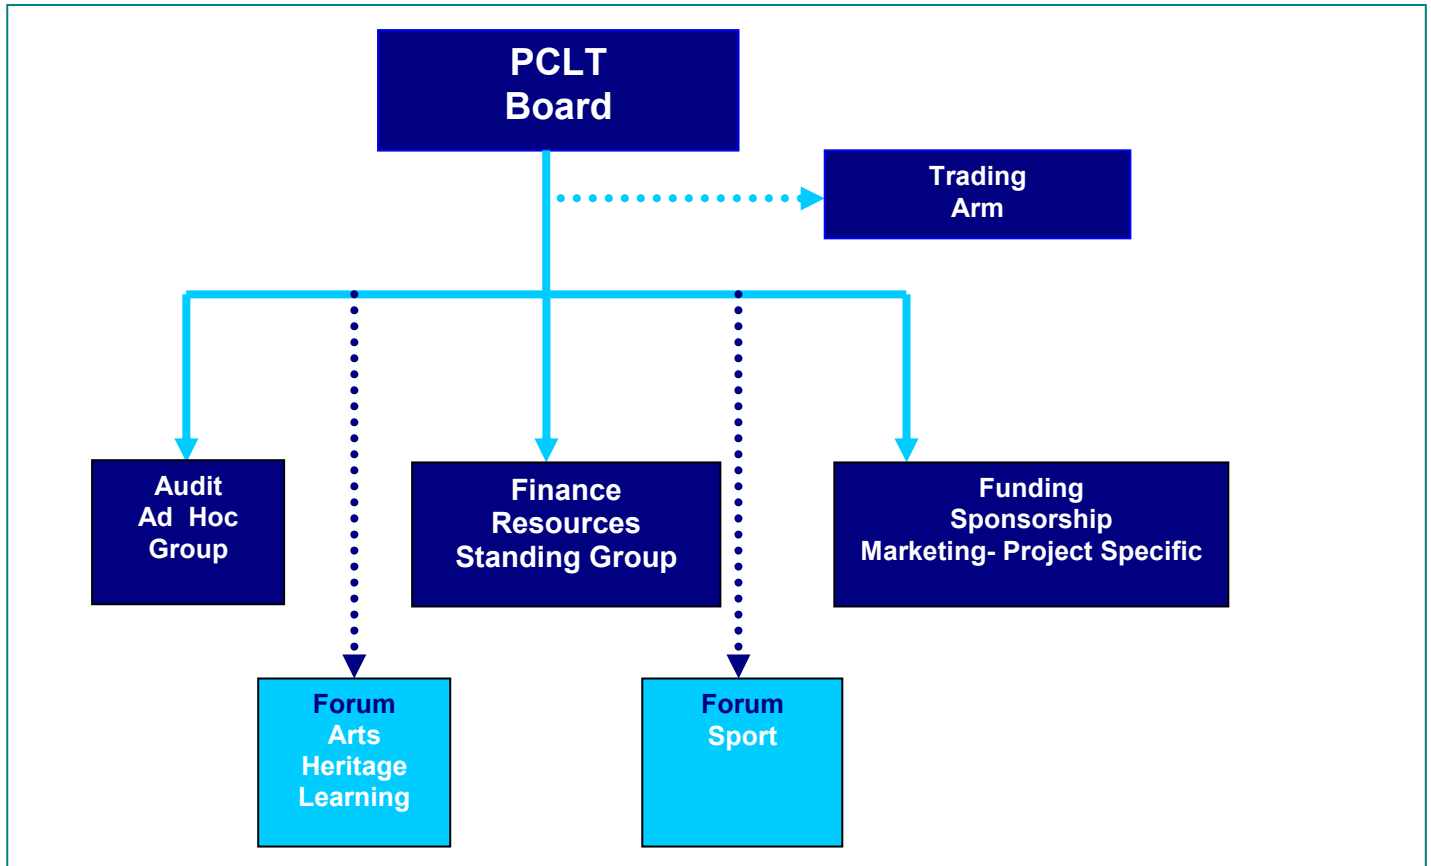 PCLT
Board
Trading
Arm
Audit
Ad Hoc
Group
Finance
Resources
Standing Group
Funding
Sponsorship
Marketing- Project Specific
Forum
Arts
Heritage
Learning
Forum
Sport